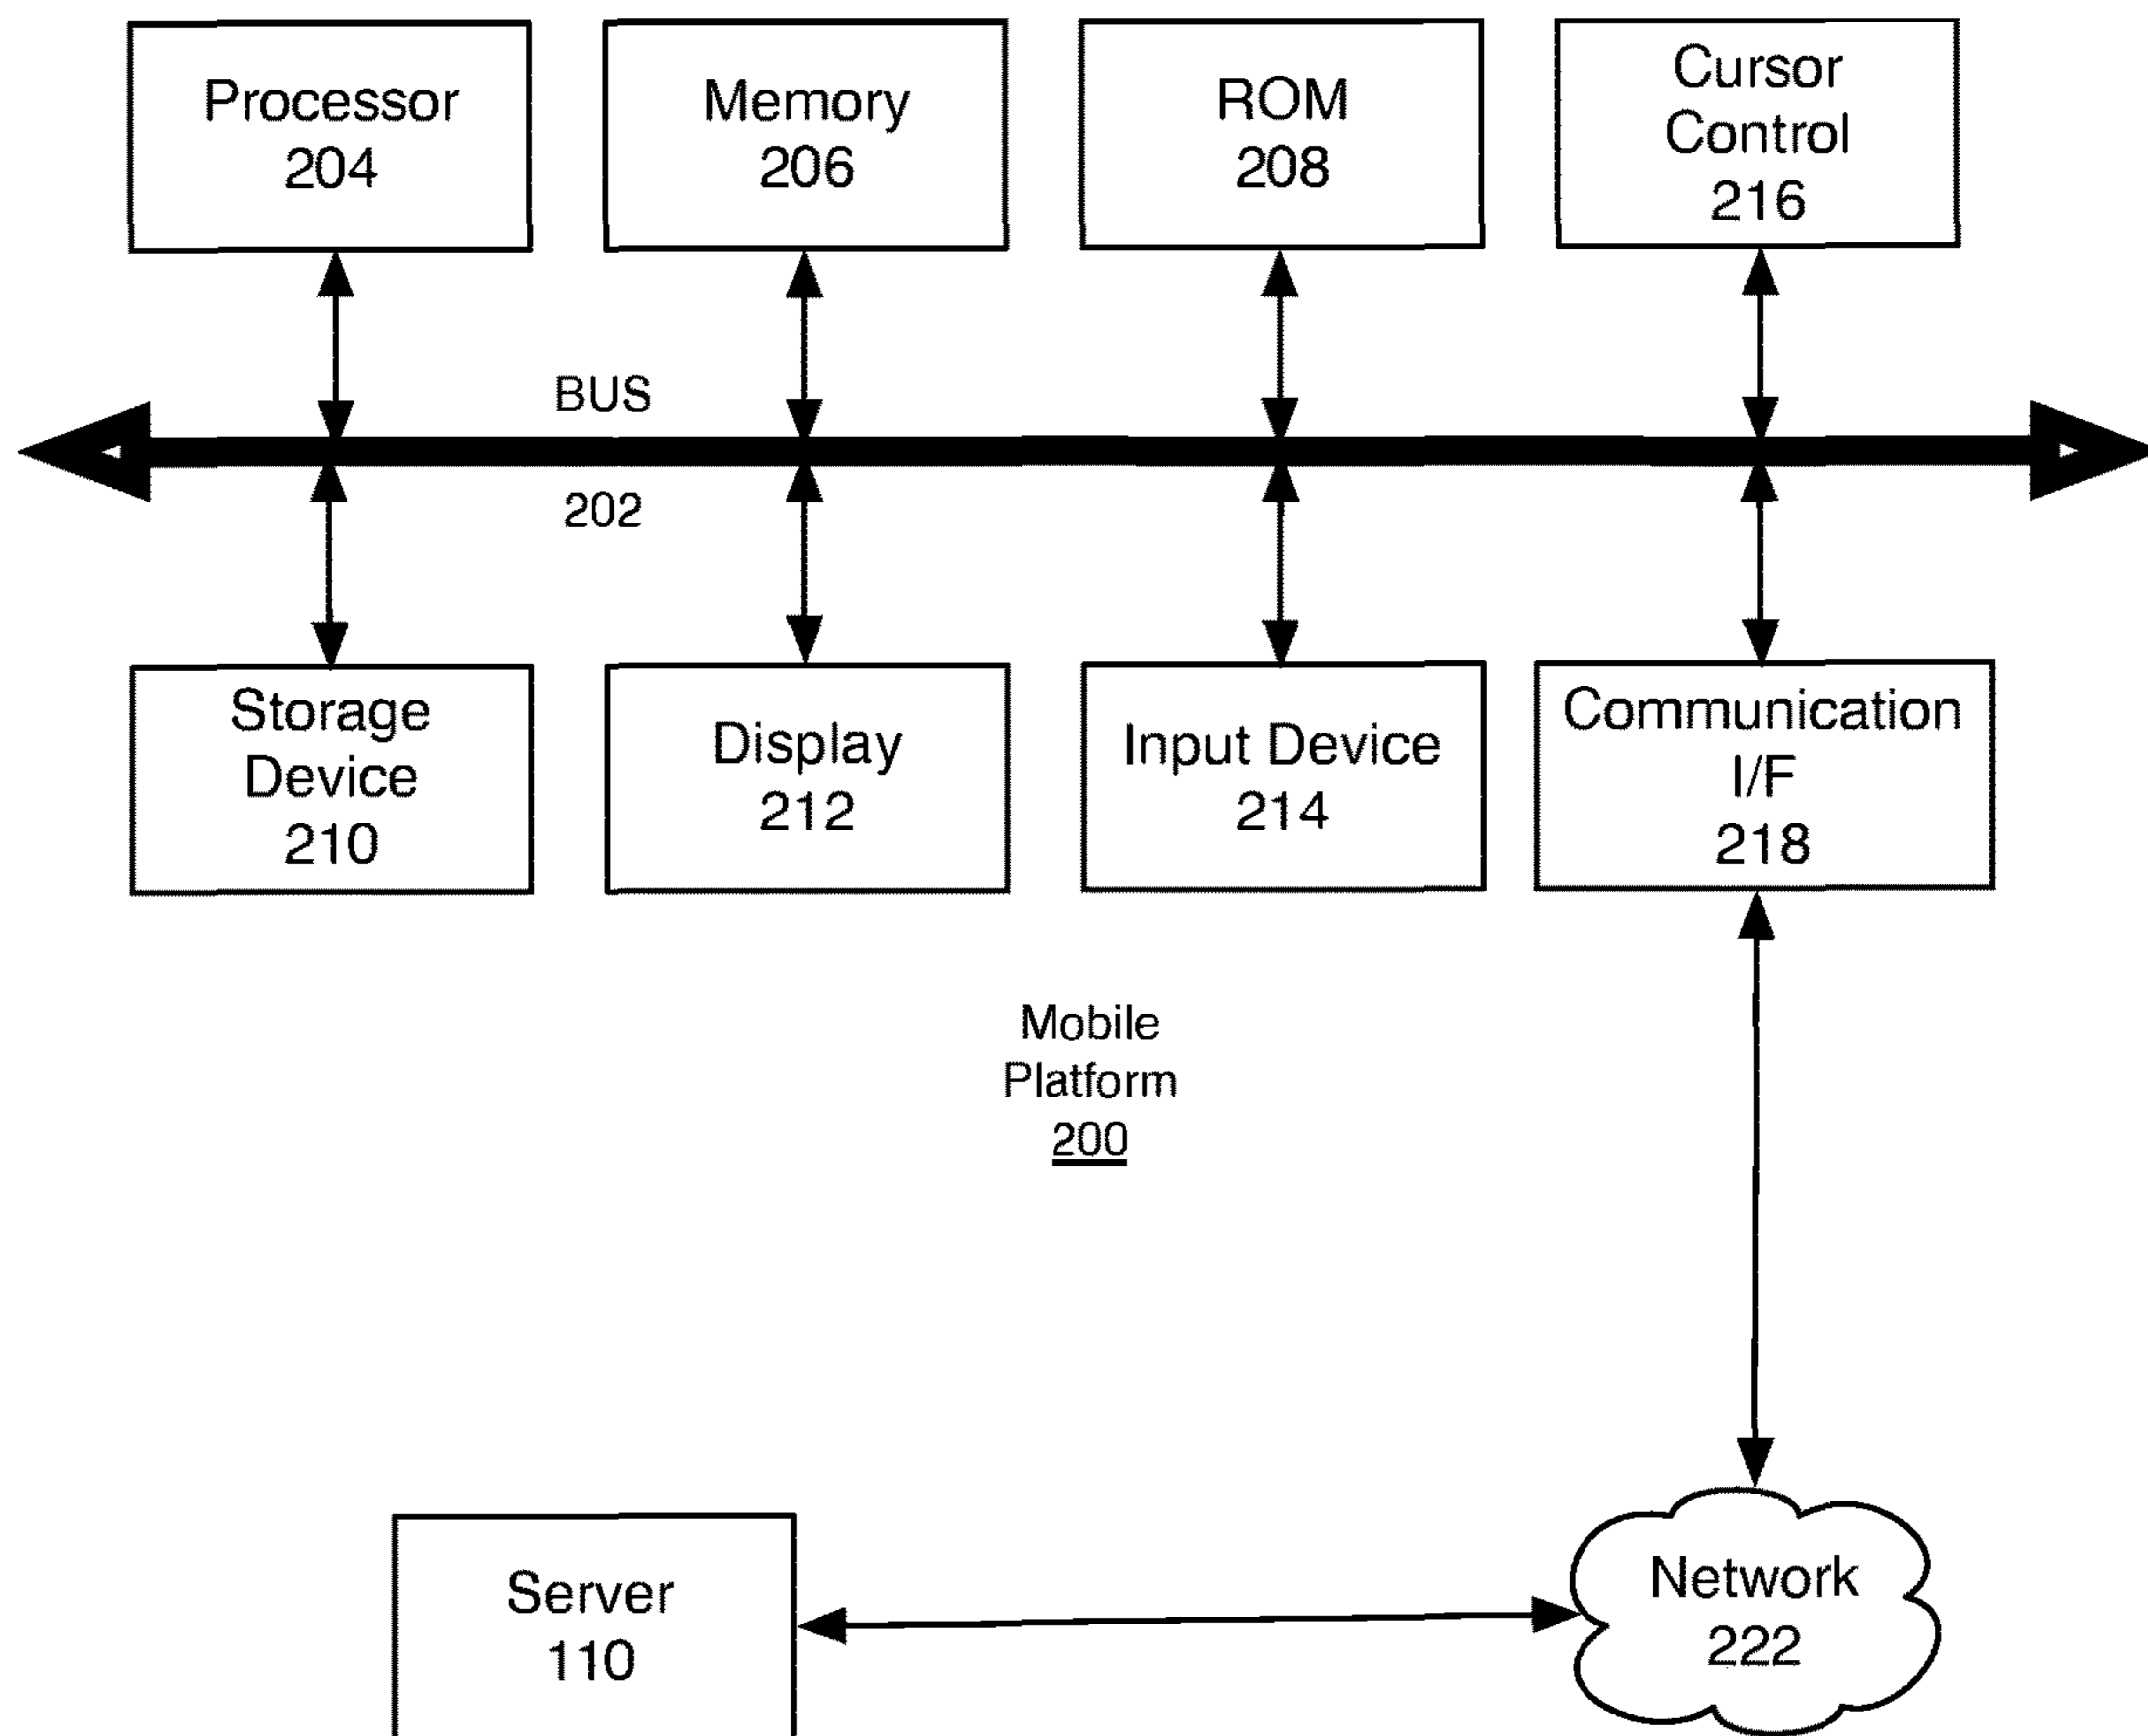 Processor
204
Memory
206
ROM
208
Cursor
Control
216
BUS
202
Storage
Device
210
Display
212
Input Device
214
Communication
I/F
218
Mobile
Platform
200
Server
110
Network
222